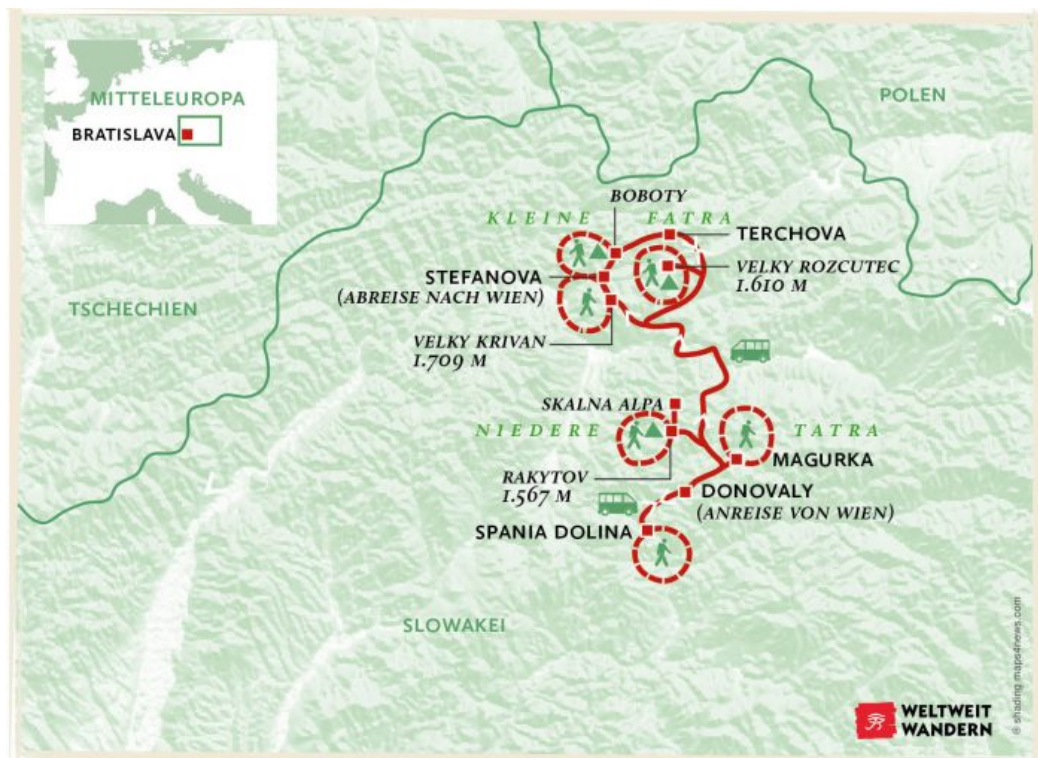 MITTELEUROPA
BRATISLAVA
POLEN
BOBOTY
KLEINE FATRA
TERCHOVA
STEFANOVA
(ABREISE NACH WIEN)
VELKY ROZCUTEC
1.610 M
TSCHECHIEN
VELKY KRIVAN
1.709 M
SKALNA ALPA
NIEDERE TATRA
MAGURKA
RAKYTOV
1.567 M
DONOVALY
(ANREISE VON WIEN)
SPANIA DOLINA
SLOWAKEI
WELTWEIT
WANDERN
© shading maps4news.com